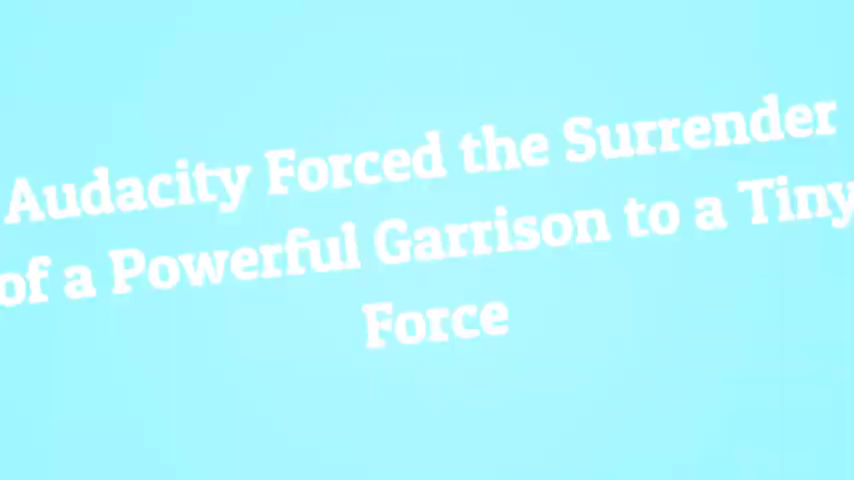 Audacity Forced the Surrender
of a Powerful Garrison to a Tiny
Force